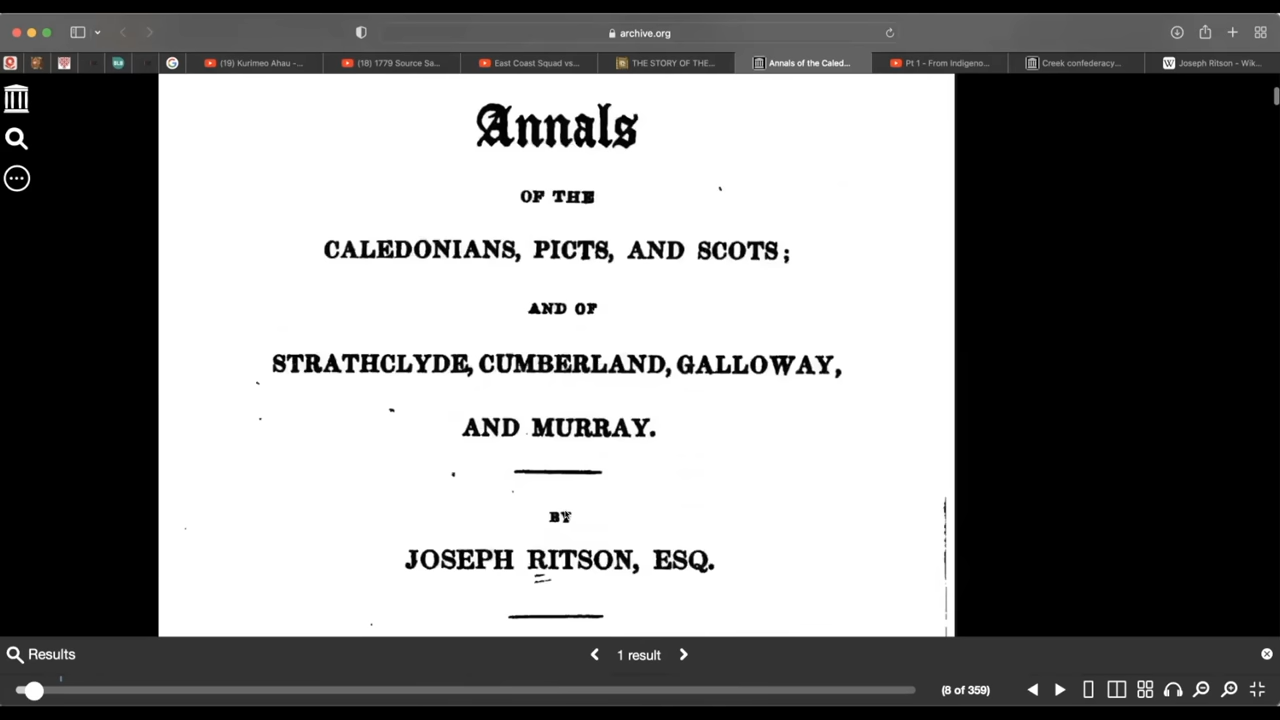 archive.org
(19) Kurimeo Ahau -...
(18) 1779 Source Sa...
East Coast Squad vs...
THE STORY OF THE...
Annals of the Caled...
Pt 1 - From Indigeno...
Creek confederacy...
Joseph Ritson - Wik...
Annals
OF THE
CALEDONIANS, PICTS, AND SCOTS;
AND OF
STRATHCLYDE, CUMBERLAND, GALLOWAY,
AND MURRAY.
BY
JOSEPH RITSON, ESQ.
Results
1 result
(8 of 359)